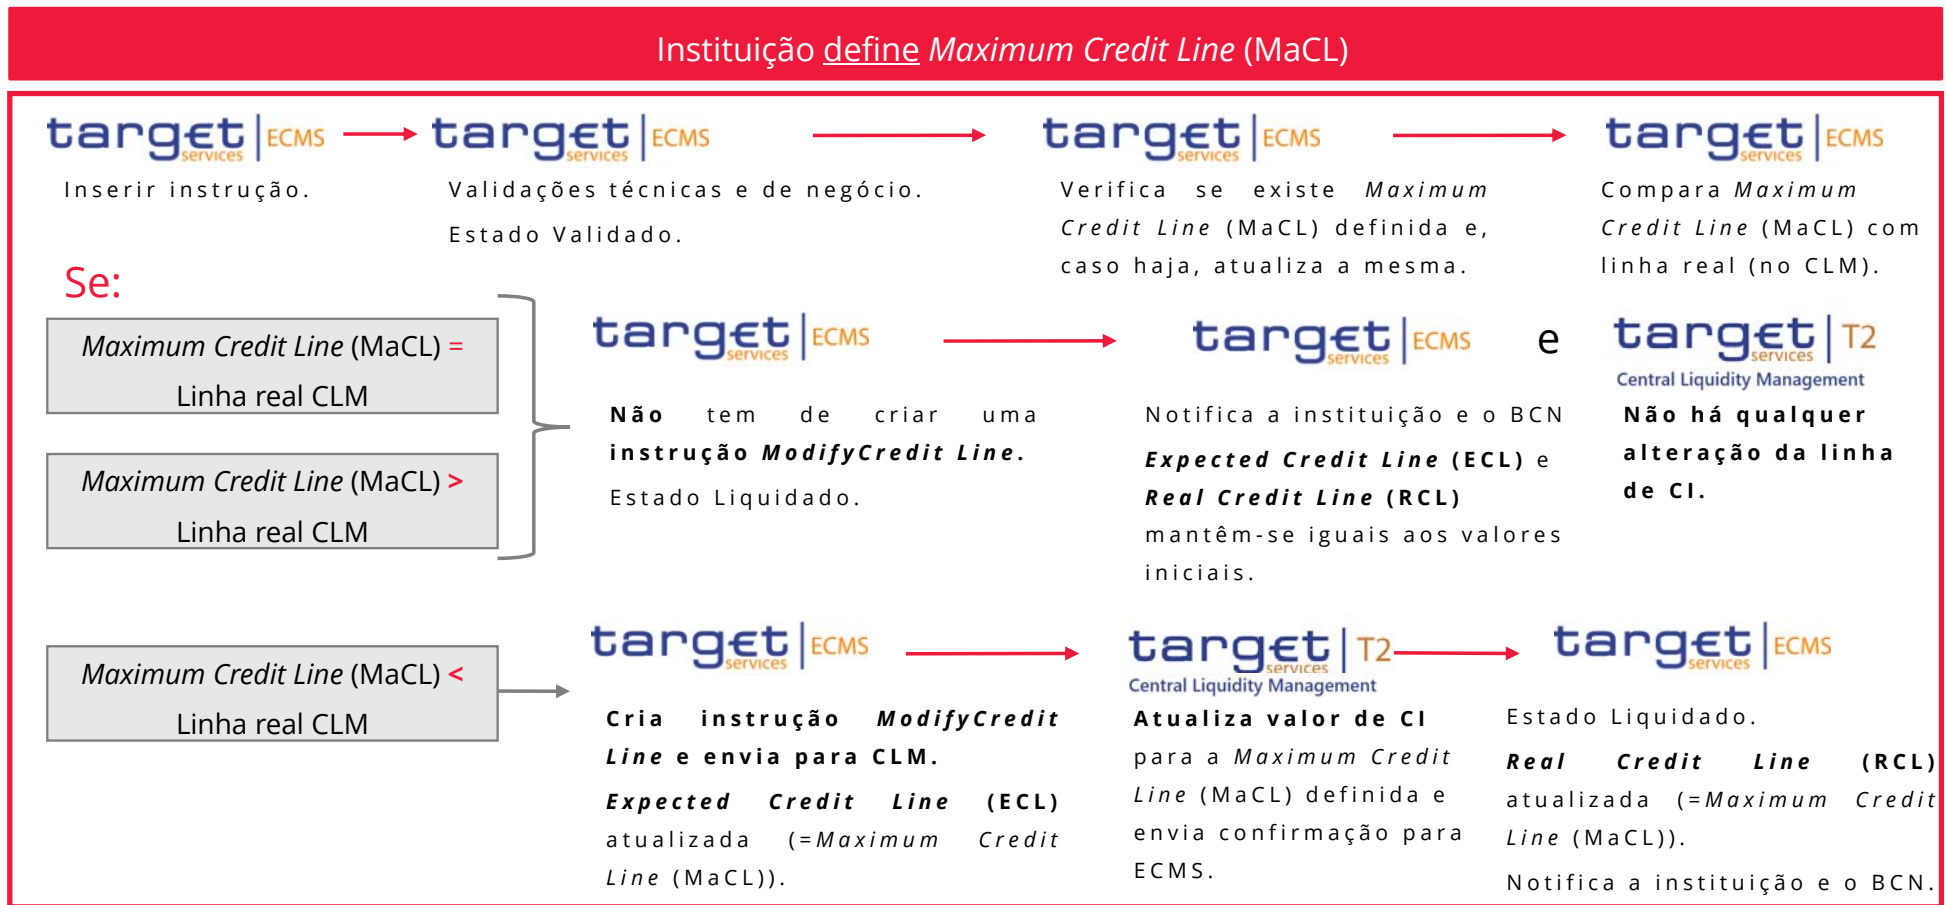 Instituição define Maximum Credit Line (MaCL)
target services ECMS
Inserir instrução.
target services ECMS
Validações técnicas e de negócio.
Estado Validado.
target services ECMS
Verifica se existe Maximum
Credit Line (MaCL) definida e,
caso haja, atualiza a mesma.
target services ECMS
Compara Maximum
Credit Line (MaCL) com
linha real (no CLM).
Se:
Maximum Credit Line (MaCL) =
Linha real CLM
Maximum Credit Line (MaCL) >
Linha real CLM
target services ECMS
Não tem de criar uma
instrução ModifyCredit Line.
Estado Liquidado.
target services ECMS
Notifica a instituição e o BCN
Expected Credit Line (ECL) e
Real Credit Line (RCL)
mantêm-se iguais aos valores
iniciais.
e
target services T2
Central Liquidity Management
Não há qualquer
alteração da linha
de CI.
Maximum Credit Line (MaCL) <
Linha real CLM
target services ECMS
Cria instrução ModifyCredit
Line e envia para CLM.
Expected Credit Line (ECL)
atualizada (=Maximum Credit
Line (MaCL)).
target services T2
Central Liquidity Management
Atualiza valor de CI
para a Maximum Credit
Line (MaCL) definida e
envia confirmação para
ECMS.
target services ECMS
Estado Liquidado.
Real Credit Line (RCL)
atualizada (=Maximum Credit
Line (MaCL)).
Notifica a instituição e o BCN.